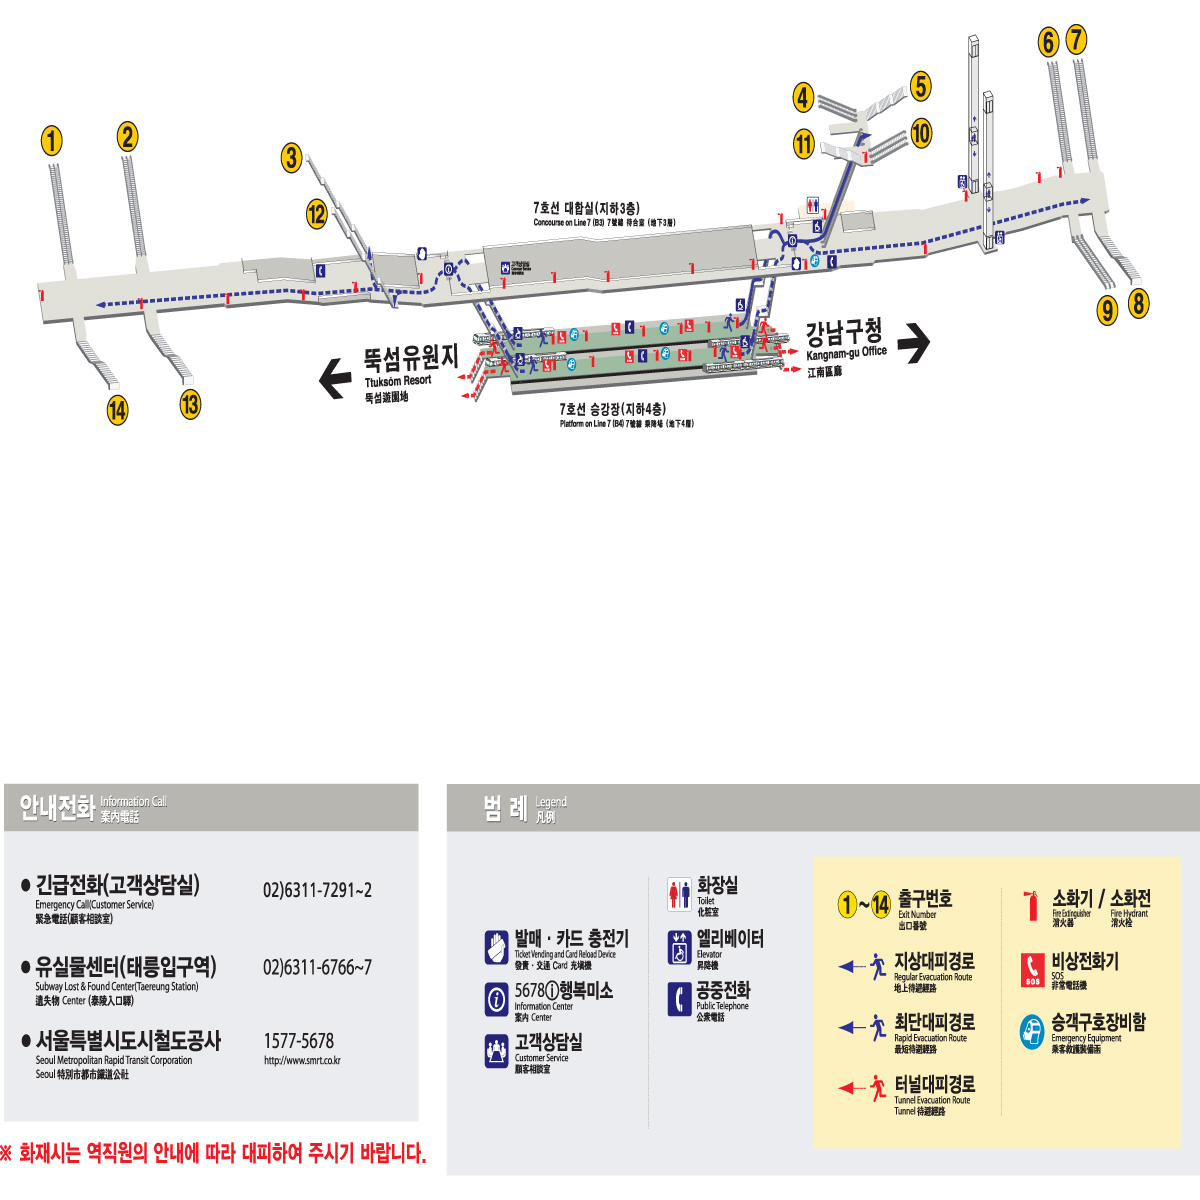 6
7
5
4
10
11
1
2
3
12
7호선 대합실(지하3층)
Concourse on Line 7 (B3) 7號線 待合室 (地下3層)
뚝섬유원지
Ttuksôm Resort
뚝섬遊園地
강남구청
Kangnam-gu Office
江南區廳
9
8
14
13
7호선 승강장(지하4층)
Platform on Line 7 (B4) 7號線 乘降場 (地下4層)
안내전화 Information Call
案內電話
긴급전화(고객상담실) 02)6311-7291~2
Emergency Call(Customer Service)
緊急電話(顧客相談室)
유실물센터(태릉입구역) 02)6311-6766~7
Subway Lost & Found Center(Taereung Station)
遺失物 Center (泰陵入口驛)
서울특별시도시철도공사 1577-5678
Seoul Metropolitan Rapid Transit Corporation http://www.smrt.co.kr
Seoul 特別市都市鐵道公社
※ 화재시는 역직원의 안내에 따라 대피하여 주시기 바랍니다.
범 례 Legend
凡例
발매 · 카드 충전기
Ticket Vending and Card Reload Device
發賣 · 交通 Card 充塡機
5678ⓘ행복미소
Information Center
案內 Center
고객상담실
Customer Service
顧客相談室
화장실
Toilet
化粧室
엘리베이터
Elevator
昇降機
공중전화
Public Telephone
公衆電話
1~14 출구번호
Exit Number
出口番號
지상대피경로
Regular Evacuation Route
地上待避經路
최단대피경로
Rapid Evacuation Route
最短待避經路
터널대피경로
Tunnel Evacuation Route
Tunnel 待避經路
소화기 / 소화전
Fire Extinguisher Fire Hydrant
消火器 消火栓
SOS
비상전화기
SOS
非常電話機
승객구호장비함
Emergency Equipment
乘客救護裝備函